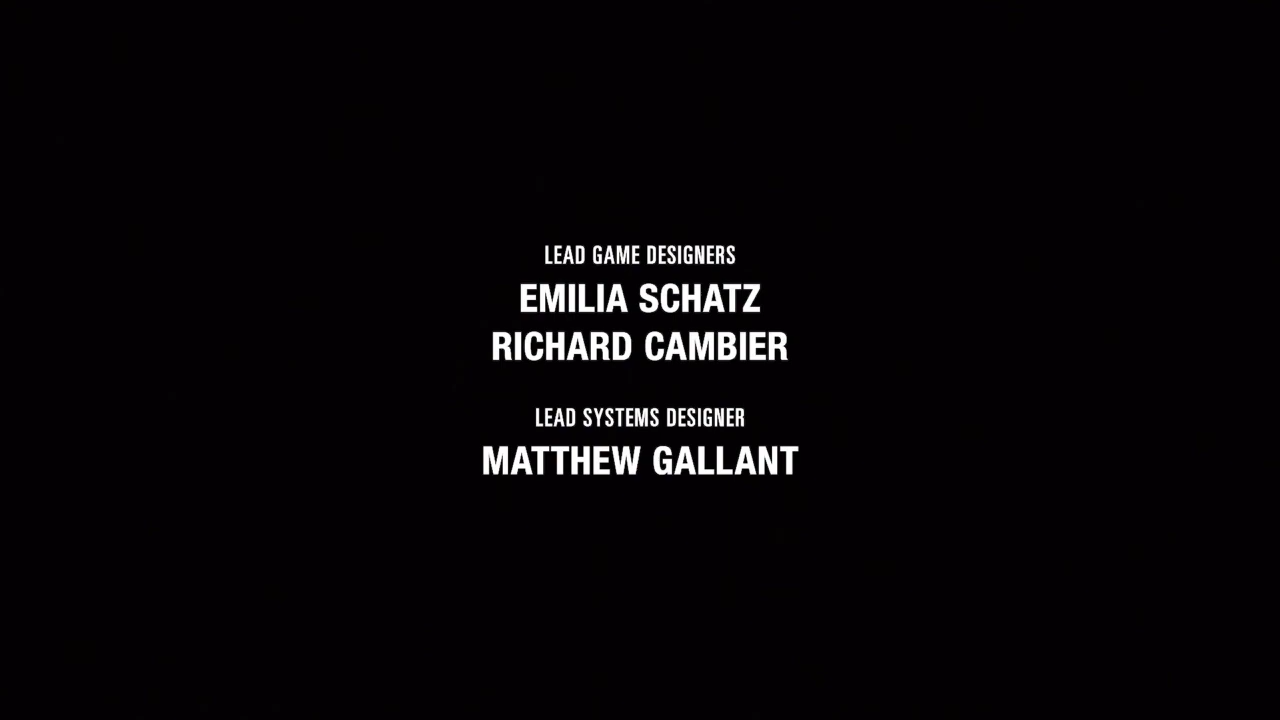 LEAD GAME DESIGNERS
EMILIA SCHATZ
RICHARD CAMBIER
LEAD SYSTEMS DESIGNER
MATTHEW GALLANT